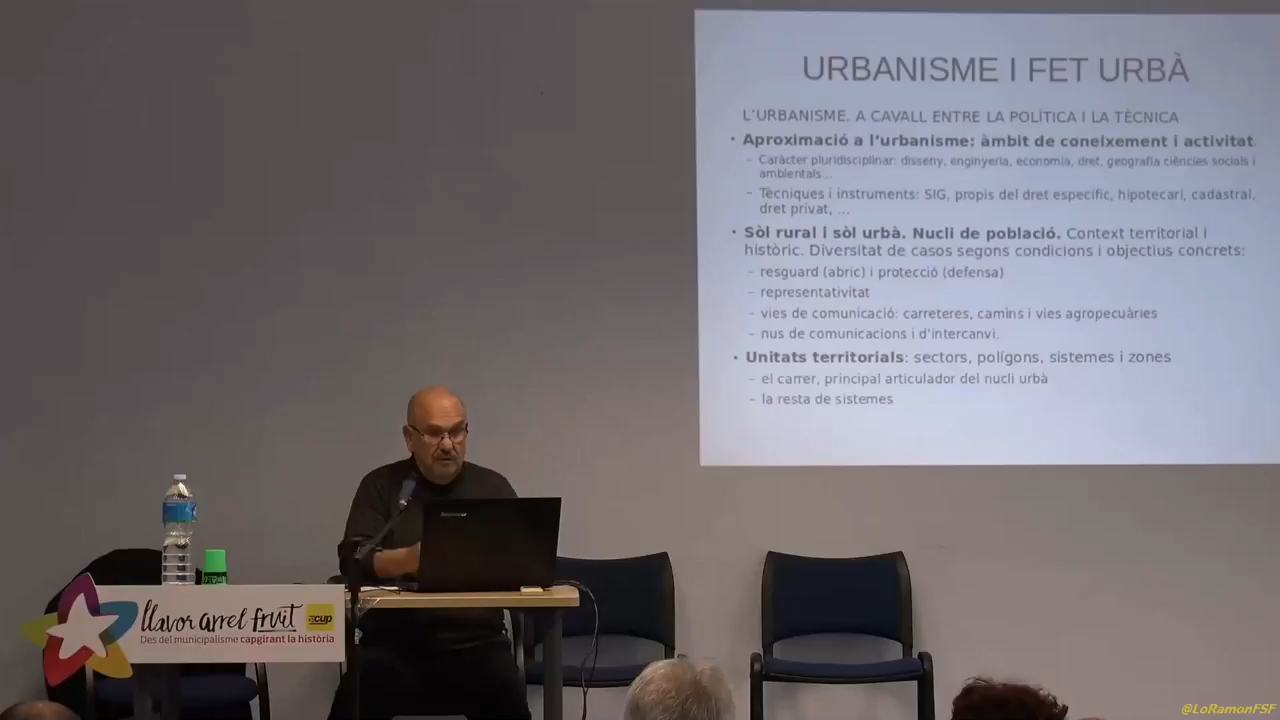 URBANISME I FET URBÀ
L'URBANISME. A CAVALL ENTRE LA POLÍTICA I LA TÈCNICA
• Aproximació a l'urbanisme: àmbit de coneixement i activitat.
– Caràcter pluridisciplinar: disseny, enginyeria, economia, dret, geografia ciències socials i
ambientals...
– Tècniques i instruments: SIG, propis del dret específic, hipotecari, cadastral,
dret privat, ...
• Sòl rural i sòl urbà. Nucli de població. Context territorial i
històric. Diversitat de casos segons condicions i objectius concrets:
– resguard (abric) i protecció (defensa)
– representativitat
– vies de comunicació: carreteres, camins i vies agropecuàries
– nus de comunicacions i d'intercanvi.
• Unitats territorials: sectors, polígons, sistemes i zones
– el carrer, principal articulador del nucli urbà
– la resta de sistemes
llavor arrel fruit
cup
Des del municipalisme capgirant la història
@LoRamonFSF